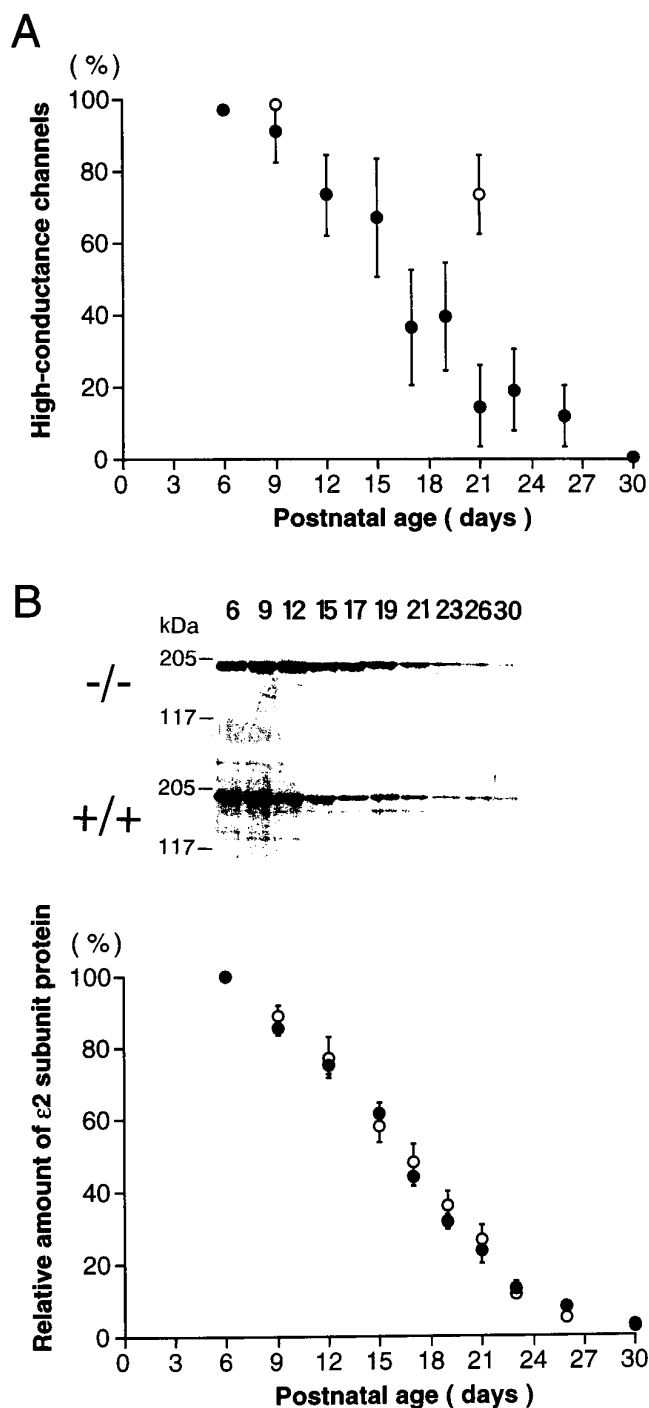 A
( % )
100
80
60
40
20
0
High-conductance channels
0 3 6 9 12 15 18 21 24 27 30
Postnatal age ( days )
B
6 9 12 15 17 19 21 23 26 30
kDa
205
-/-
117
205
+/+
117
( % )
100
80
60
40
20
0
Relative amount of ε2 subunit protein
0 3 6 9 12 15 18 21 24 27 30
Postnatal age ( days )